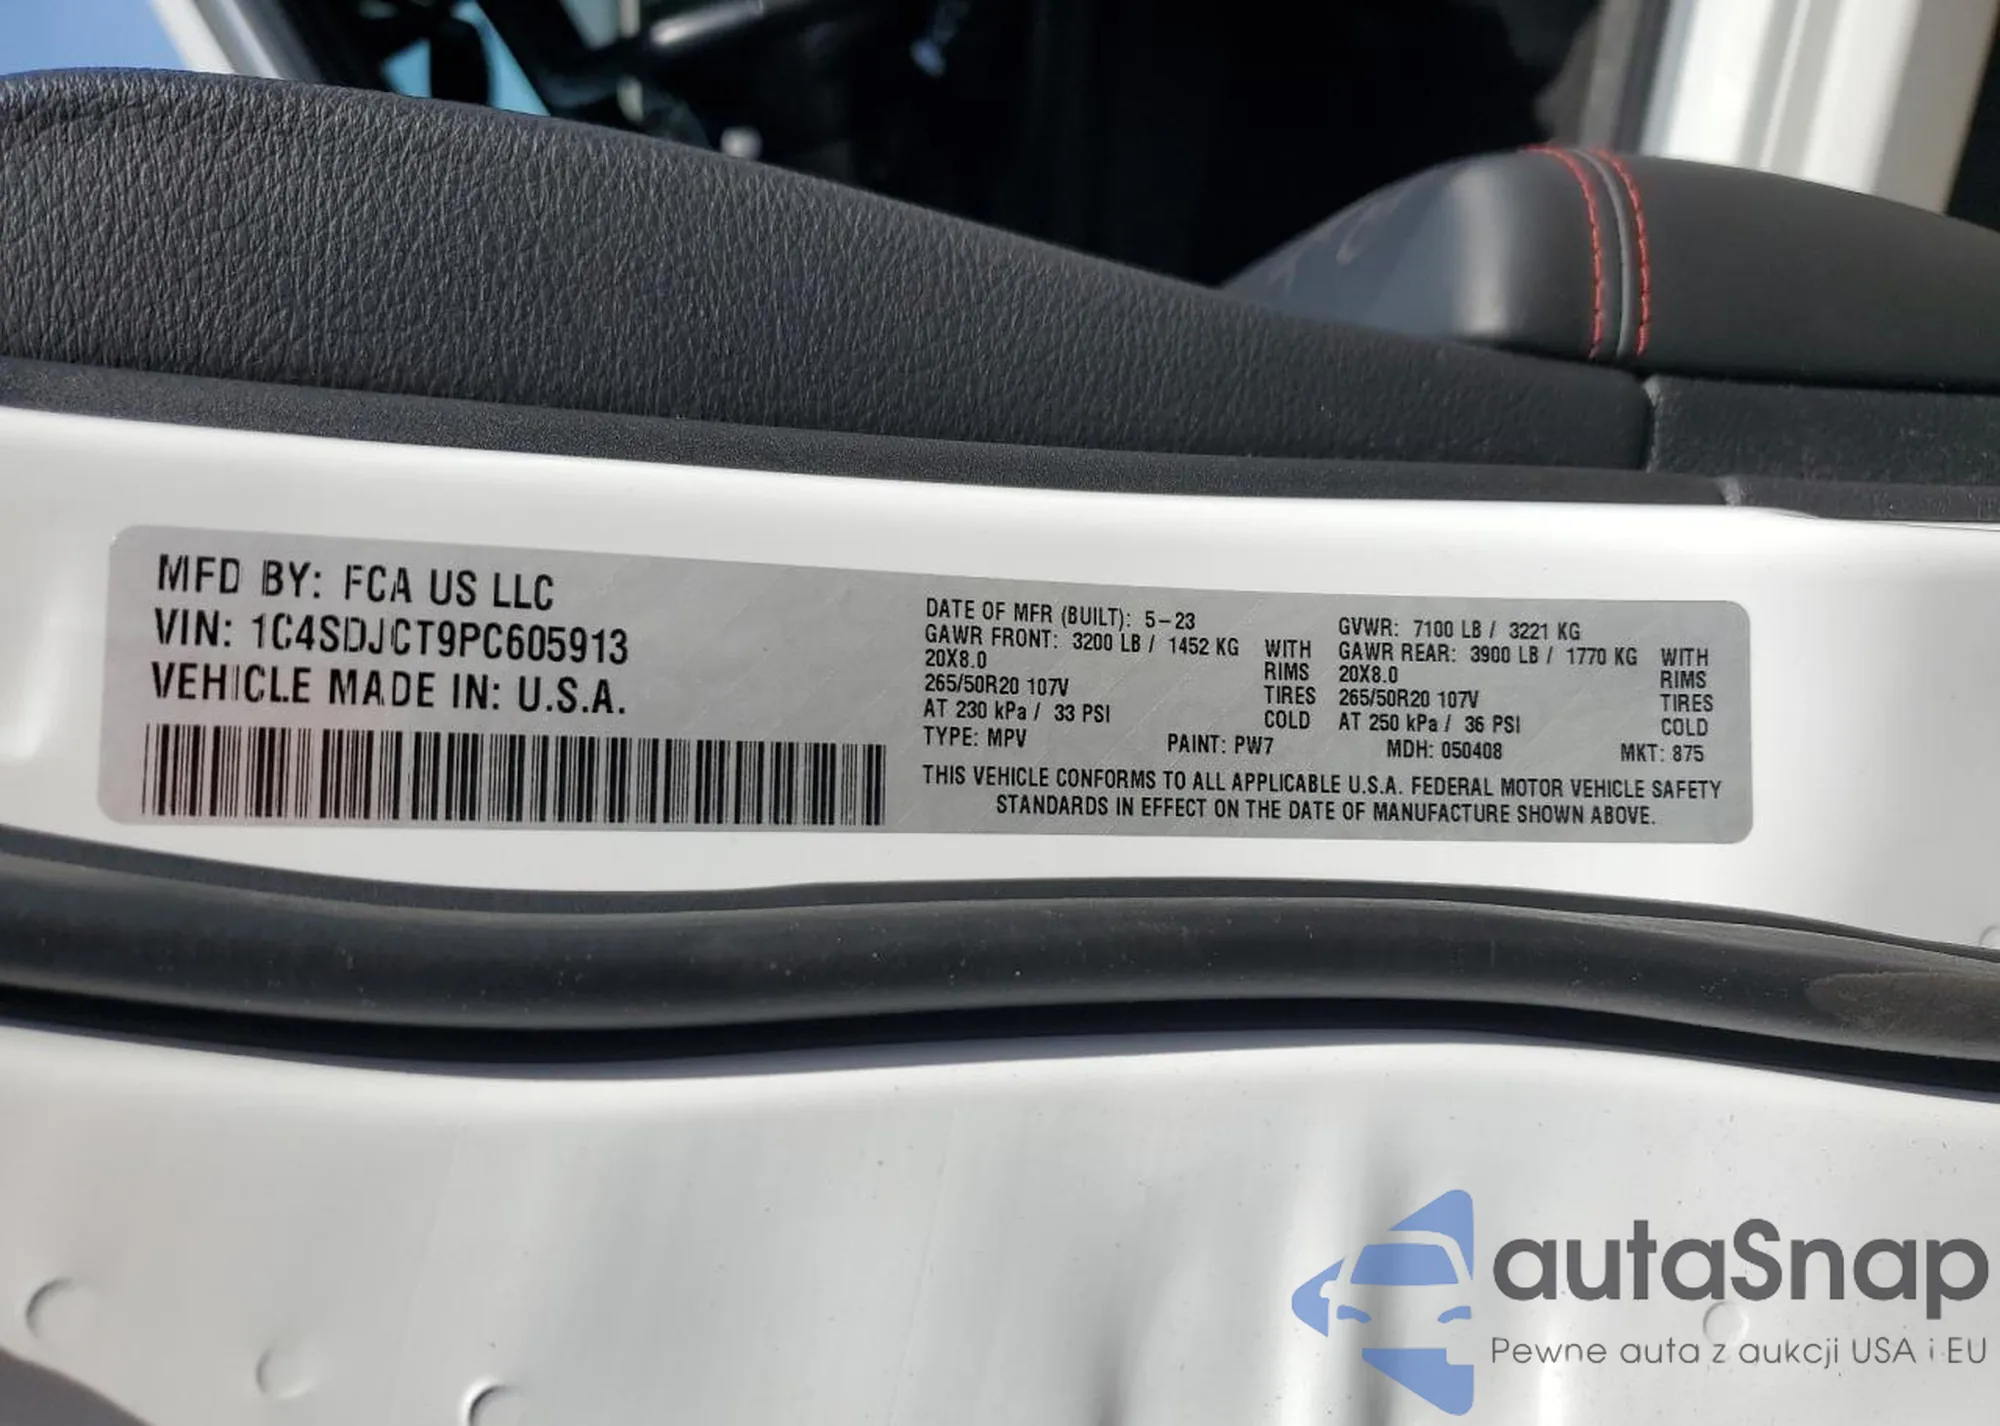 MFD BY: FCA US LLC
VIN: 1C4SDJCT9PC605913
VEHICLE MADE IN: U.S.A.
DATE OF MFR (BUILT): 5-23
GAWR FRONT: 3200 LB / 1452 KG WITH
20X8.0 RIMS
265/50R20 107V TIRES
AT 230 kPa / 33 PSI COLD
GVWR: 7100 LB / 3221 KG
GAWR REAR: 3900 LB / 1770 KG WITH
20X8.0 RIMS
265/50R20 107V TIRES
AT 250 kPa / 36 PSI COLD
TYPE: MPV PAINT: PW7 MDH: 050408 MKT: 875
THIS VEHICLE CONFORMS TO ALL APPLICABLE U.S.A. FEDERAL MOTOR VEHICLE SAFETY
STANDARDS IN EFFECT ON THE DATE OF MANUFACTURE SHOWN ABOVE.
autaSnap
Pewne auta z aukcji USA i EU